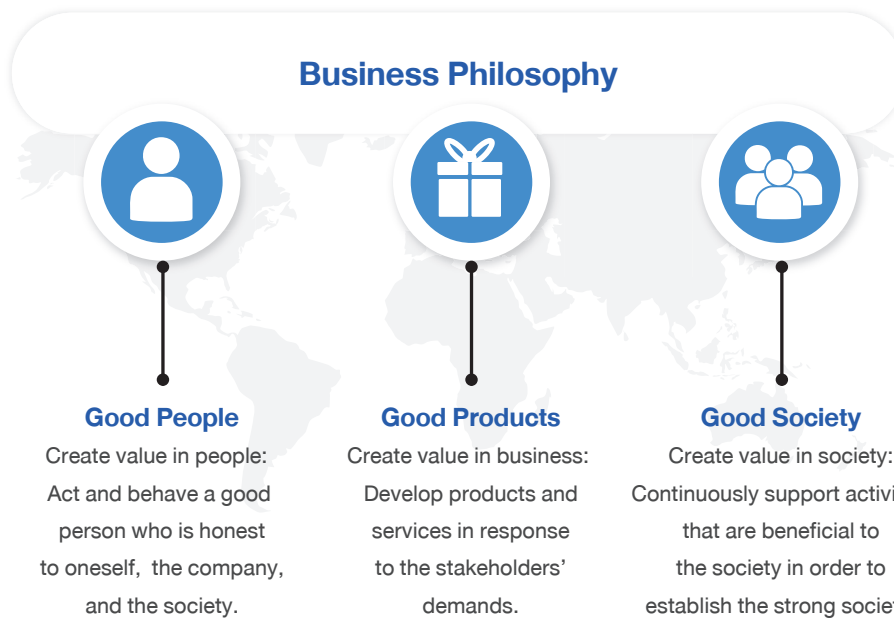 Business Philosophy
Good People
Create value in people:
Act and behave a good
person who is honest
to oneself, the company,
and the society.
Good Products
Create value in business:
Develop products and
services in response
to the stakeholders'
demands.
Good Society
Create value in society:
Continuously support
that are beneficial to
the society in order to
establish the strong